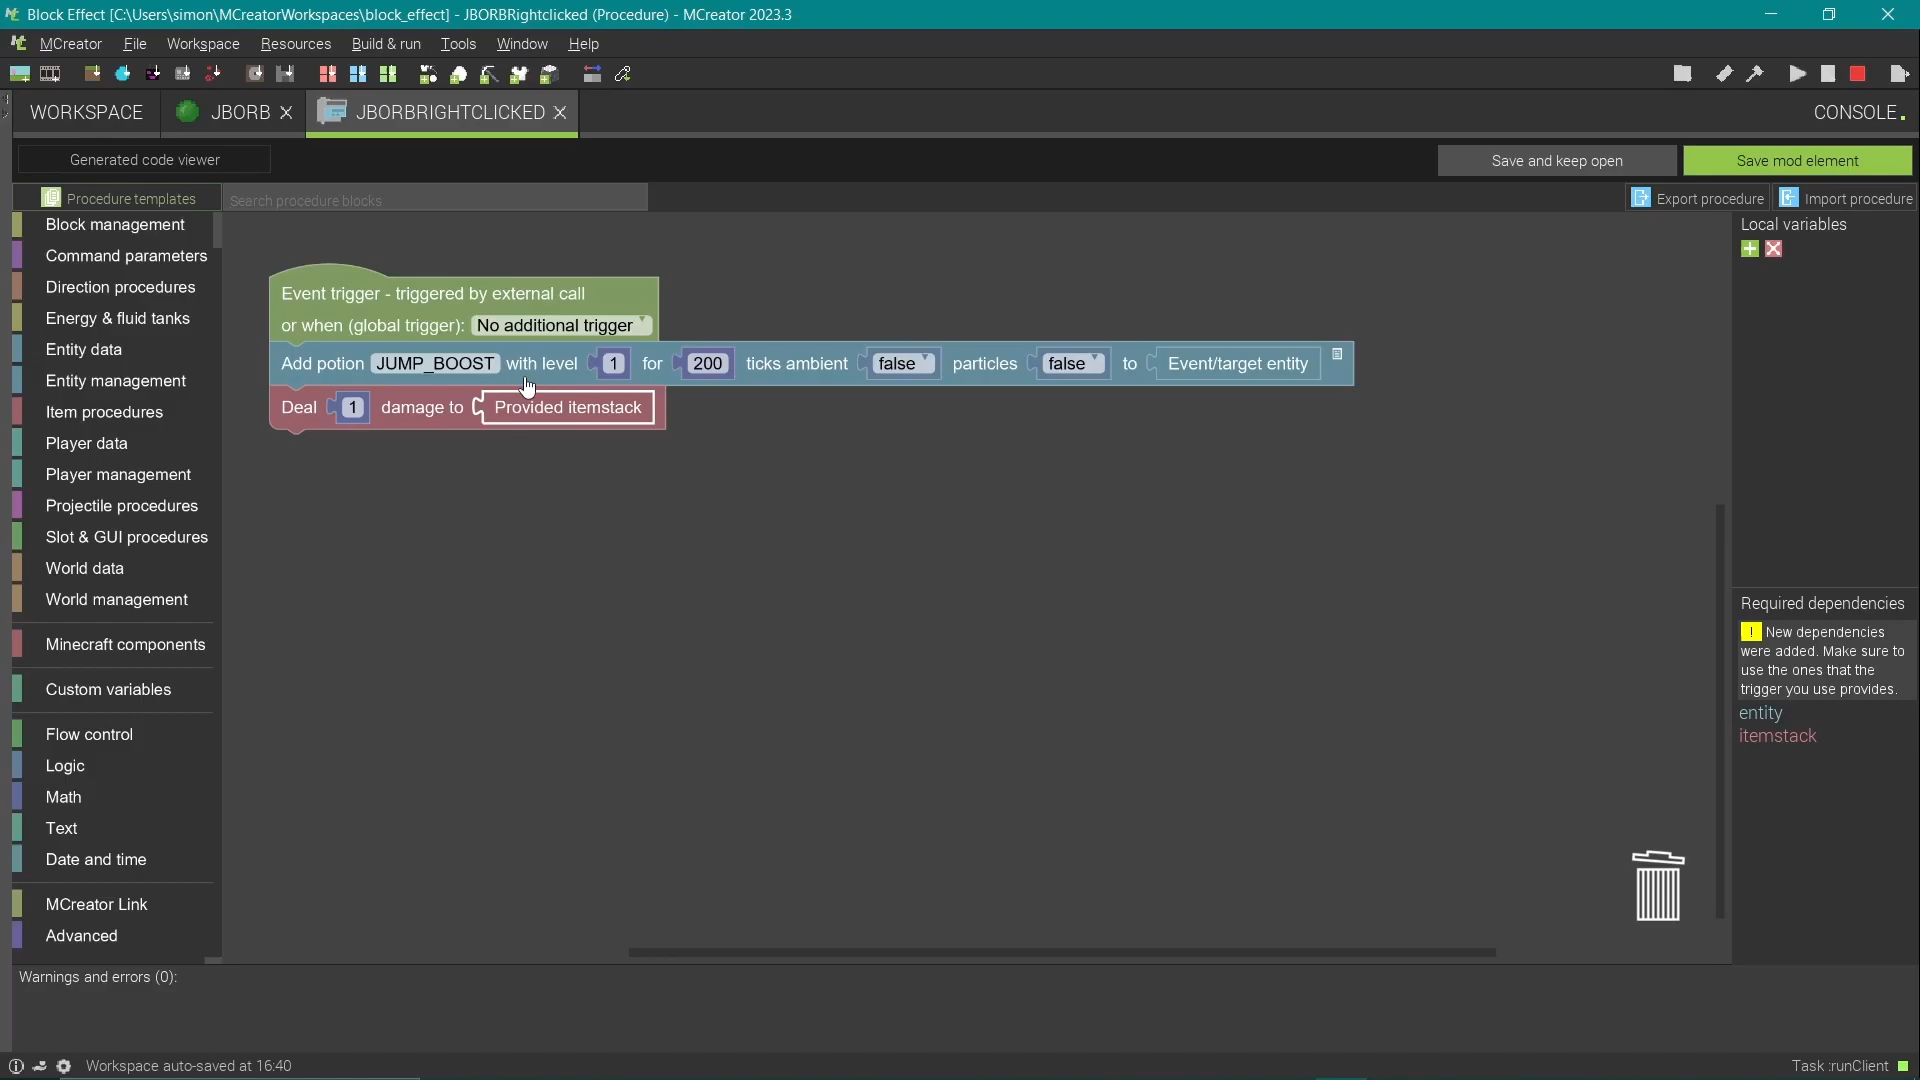 Block Effect [C:\Users\simon\MCreatorWorkspaces\block_effect] - JBORBRightclicked (Procedure) - MCreator 2023.3
MCreator File Workspace Resources Build & run Tools Window Help
WORKSPACE JBORB JBORBRIGHTCLICKED CONSOLE
Generated code viewer Save and keep open Save mod element
Procedure templates Search procedure blocks Export procedure Import procedure
Block management
Command parameters
Direction procedures
Energy & fluid tanks
Entity data
Entity management
Item procedures
Player data
Player management
Projectile procedures
Slot & GUI procedures
World data
World management
Minecraft components
Custom variables
Flow control
Logic
Math
Text
Date and time
MCreator Link
Advanced
Event trigger - triggered by external call
or when (global trigger): No additional trigger
Add potion JUMP_BOOST with level 1 for 200 ticks ambient false particles false to Event/target entity
Deal 1 damage to Provided itemstack
Local variables
Required dependencies
! New dependencies
were added. Make sure to
use the ones that the
trigger you use provides.
entity
itemstack
Warnings and errors (0):
Workspace auto-saved at 16:40 Task :runClient